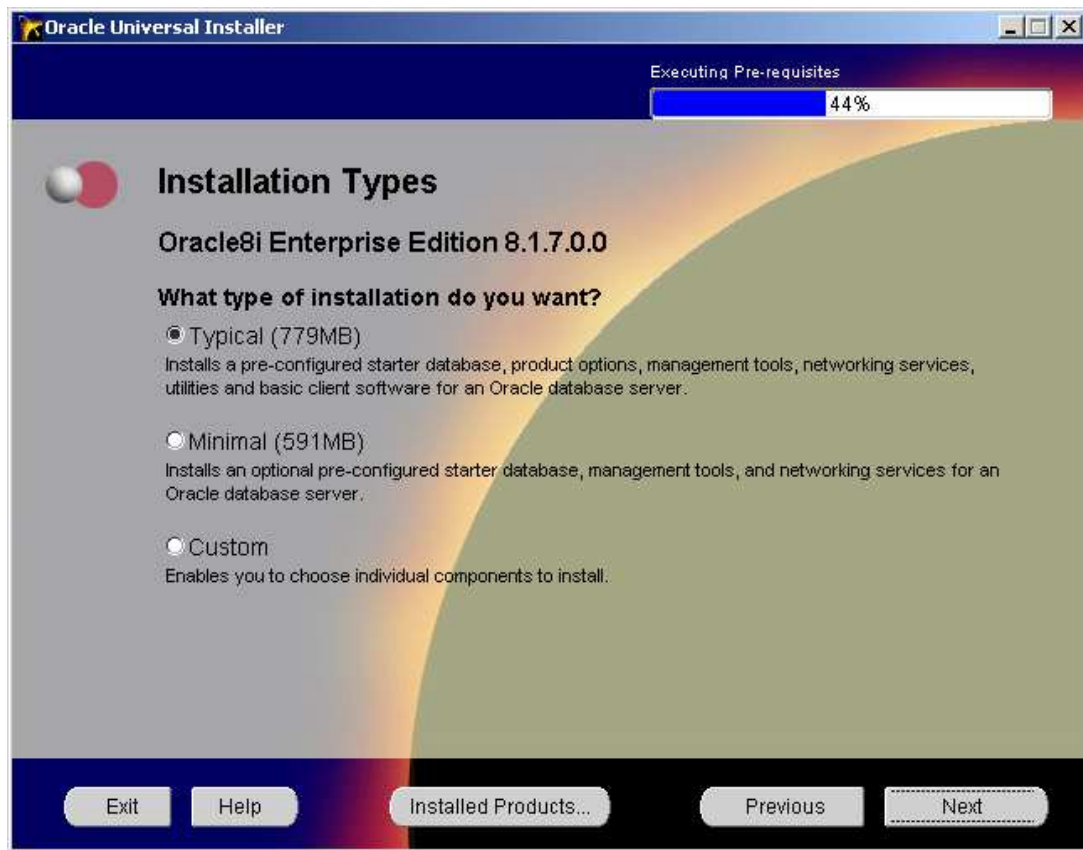 Oracle Universal Installer
Executing Pre-requisites
44%
Installation Types
Oracle8i Enterprise Edition 8.1.7.0.0
What type of installation do you want?
Typical (779MB)
Installs a pre-configured starter database, product options, management tools, networking services,
utilities and basic client software for an Oracle database server.
Minimal (591MB)
Installs an optional pre-configured starter database, management tools, and networking services for an
Oracle database server.
Custom
Enables you to choose individual components to install.
Exit Help Installed Products... Previous Next